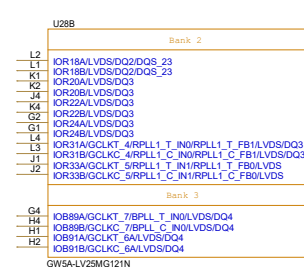 U28B
Bank 2
L2 IOR18A/LVDS/DQ2/DQS_23
L1 IOR18B/LVDS/DQ2/DQS_23
K1 IOR20A/LVDS/DQ3
K2 IOR20B/LVDS/DQ3
J4 IOR22A/LVDS/DQ3
K4 IOR22B/LVDS/DQ3
G2 IOR24A/LVDS/DQ3
G1 IOR24B/LVDS/DQ3
L4 IOR31A/GCLKT_4/RPLL1_T_IN0/RPLL1_T_FB1/LVDS/DQ3
L3 IOR31B/GCLKC_4/RPLL1_C_IN0/RPLL1_C_FB1/LVDS/DQ3
J1 IOR33A/GCLKT_5/RPLL1_T_IN1/RPLL1_T_FB0/LVDS
J2 IOR33B/GCLKC_5/RPLL1_C_IN1/RPLL1_C_FB0/LVDS
Bank 3
G4 IOB89A/GCLKT_7/BPLL_T_IN0/LVDS/DQ4
H4 IOB89B/GCLKC_7/BPLL_C_IN0/LVDS/DQ4
H1 IOB91A/GCLKT_6A/LVDS/DQ4
H2 IOB91B/GCLKC_6A/LVDS/DQ4
GW5A-LV25MG121N